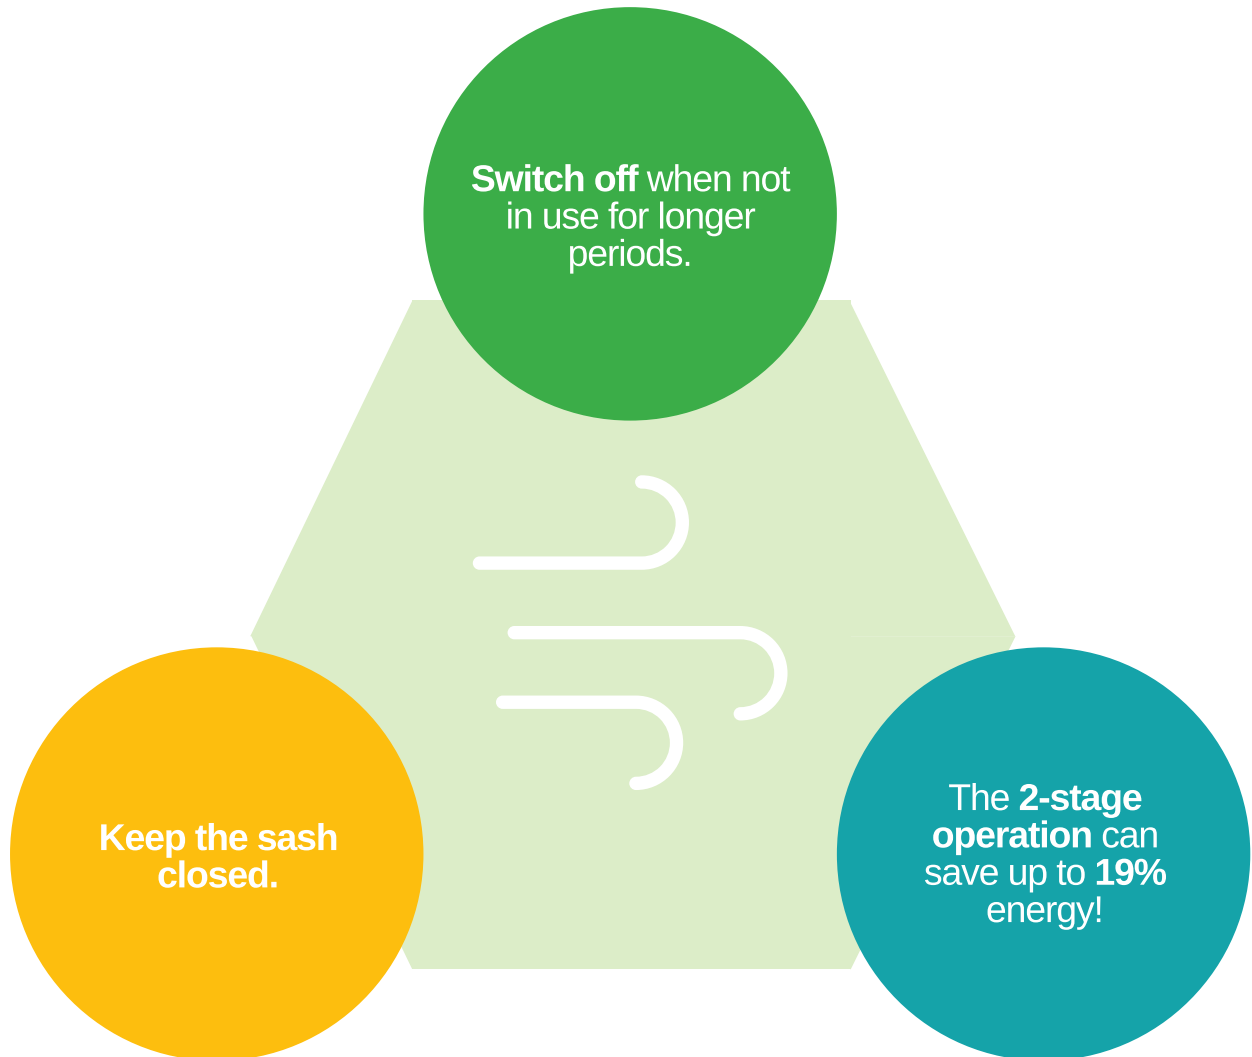 Switch off when not
in use for longer
periods.
Keep the sash
closed.
The 2-stage
operation can
save up to 19%
energy!